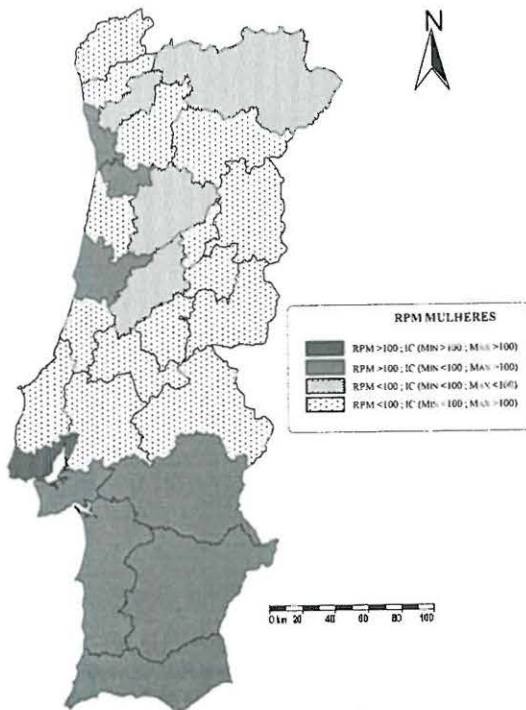 N
RPM MULHERES
RPM >100 ; IC (MIN >100 ; MAX >100)
RPM >100 ; IC (MIN <100 ; MAX >100)
RPM <100 ; IC (MIN <100 ; MAX <100)
RPM <100 ; IC (MIN <100 ; MAX >100)
0 km 20 40 60 80 100